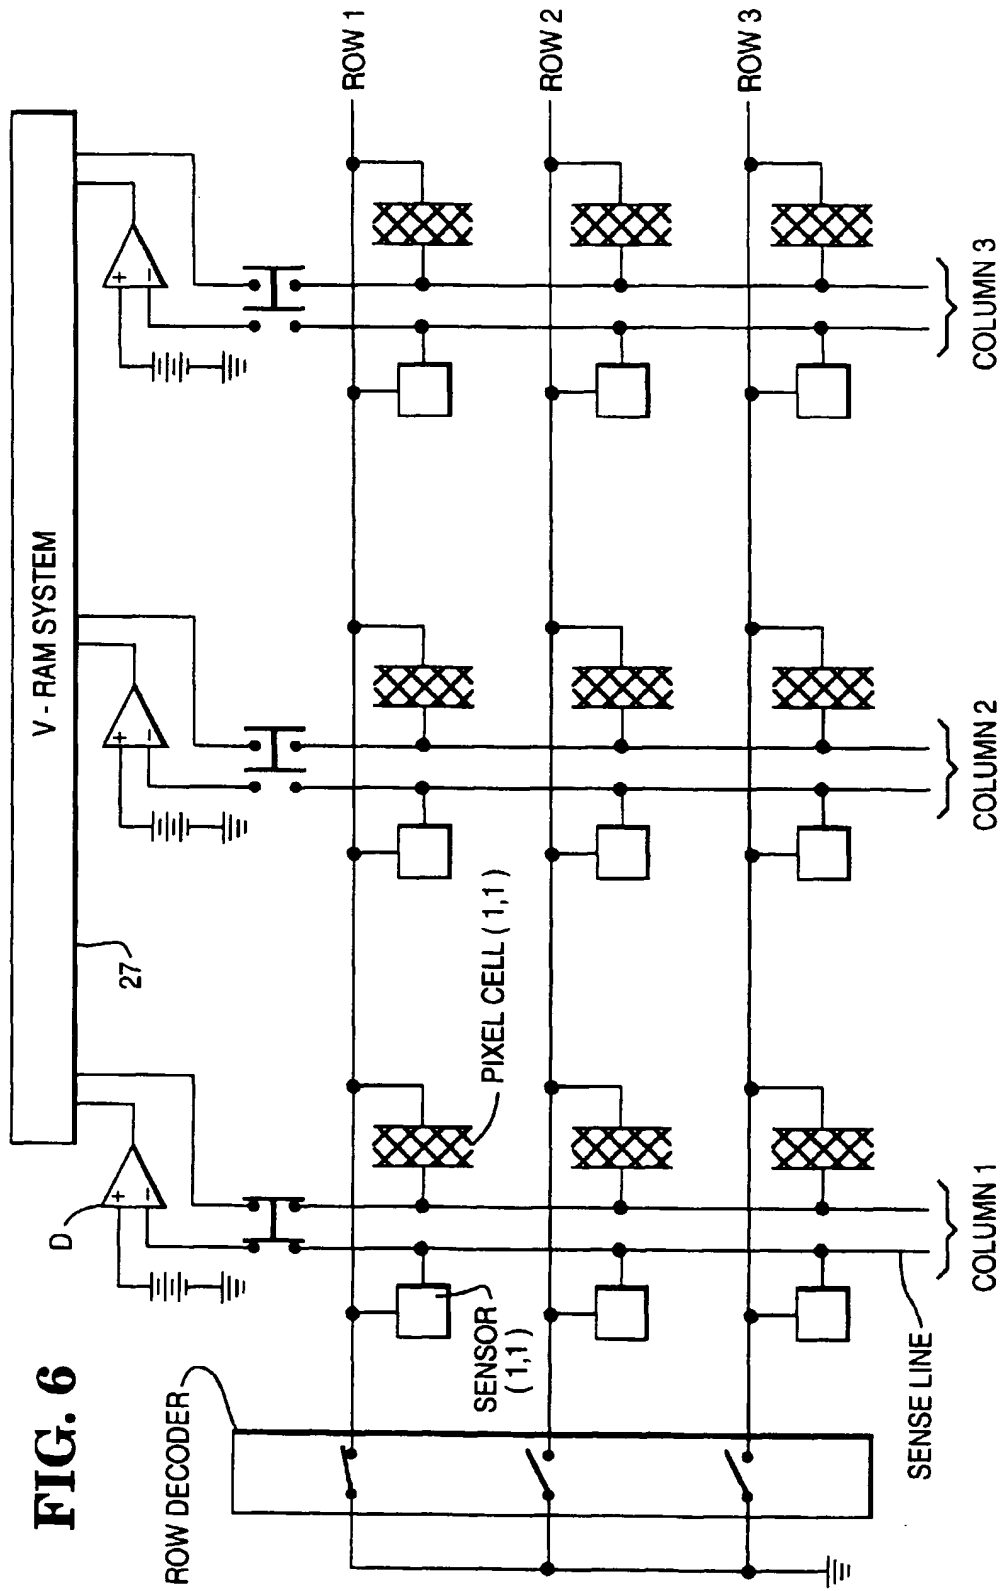 FIG. 6
V - RAM SYSTEM
27
D
+
-
+
-
+
-
ROW DECODER
ROW 1
ROW 2
ROW 3
PIXEL CELL ( 1,1 )
SENSOR
( 1,1 )
SENSE LINE
COLUMN 1
COLUMN 2
COLUMN 3